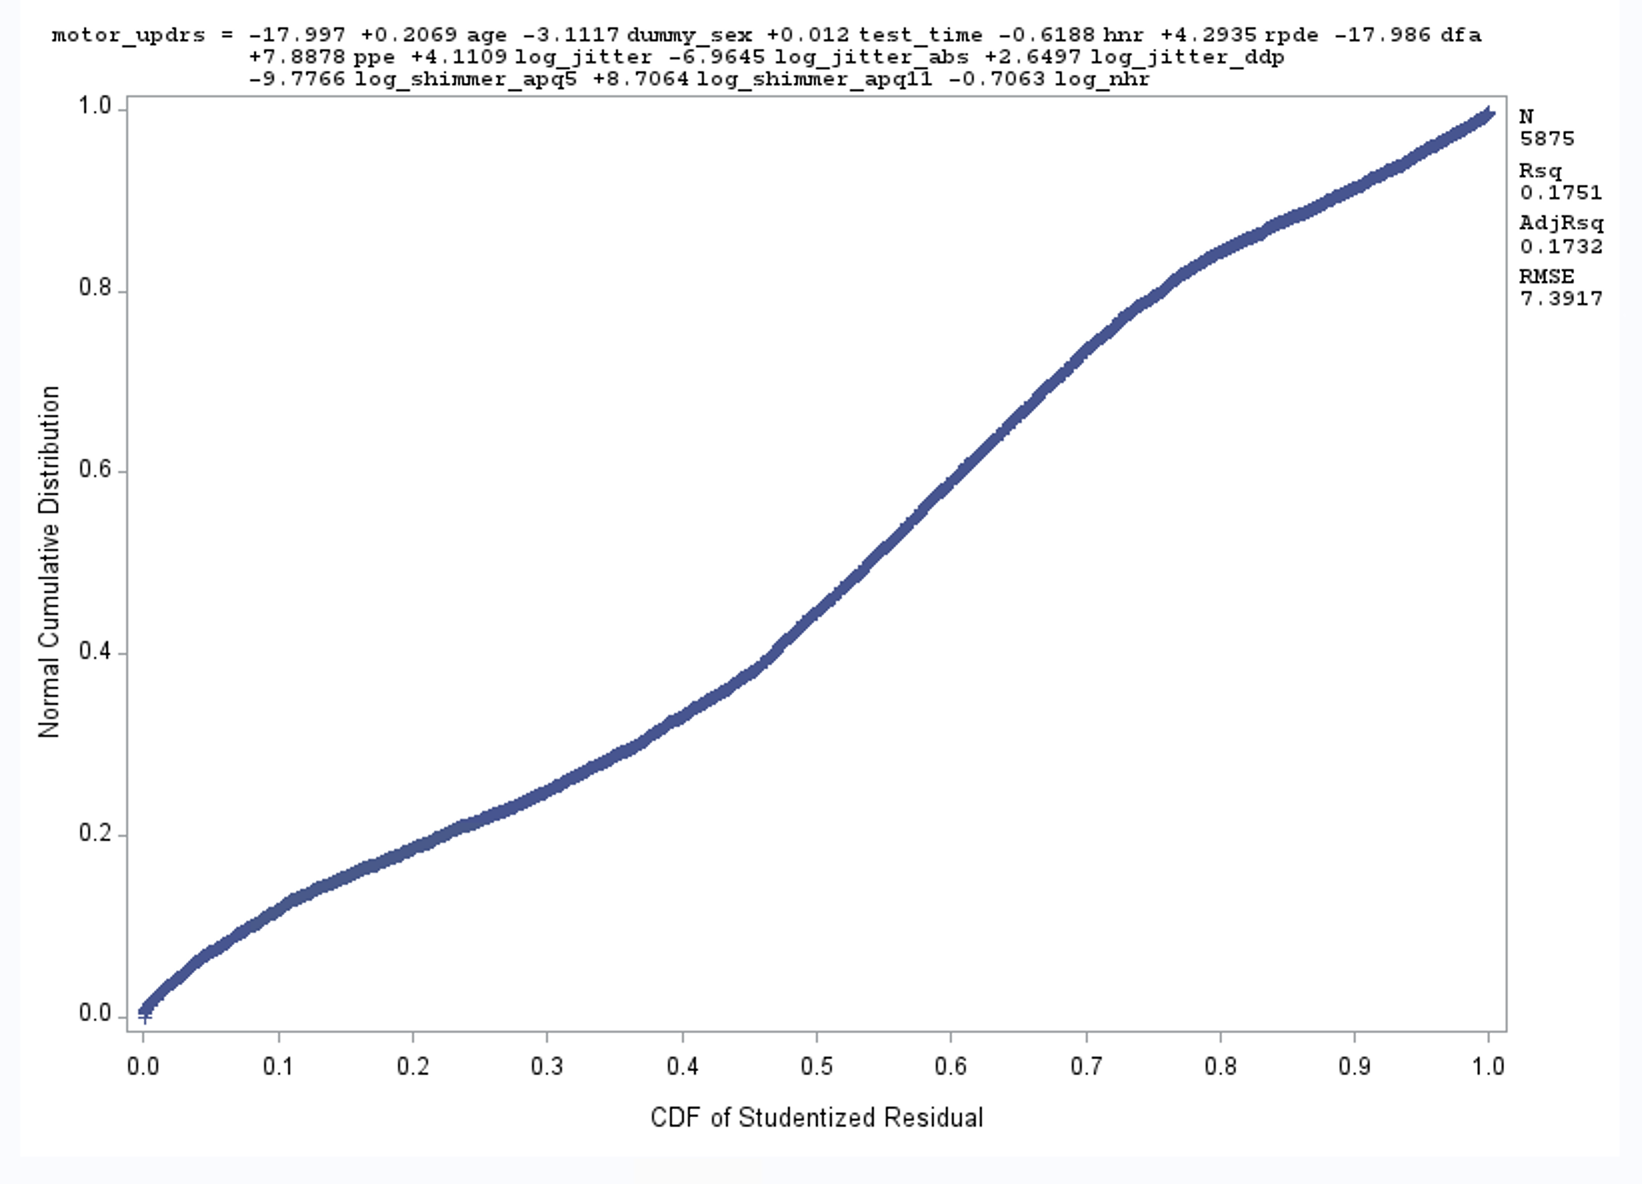 motor_updrs = -17.997 +0.2069 age -3.1117 dummy_sex +0.012 test_time -0.6188 hnr +4.2935 rpde -17.986 dfa
+7.8878 ppe +4.1109 log_jitter -6.9645 log_jitter_abs +2.6497 log_jitter_ddp
-9.7766 log_shimmer_apq5 +8.7064 log_shimmer_apq11 -0.7063 log_nhr
N
5875
Rsq
0.1751
AdjRsq
0.1732
RMSE
7.3917
Normal Cumulative Distribution
1.0
0.8
0.6
0.4
0.2
0.0
0.0 0.1 0.2 0.3 0.4 0.5 0.6 0.7 0.8 0.9 1.0
CDF of Studentized Residual